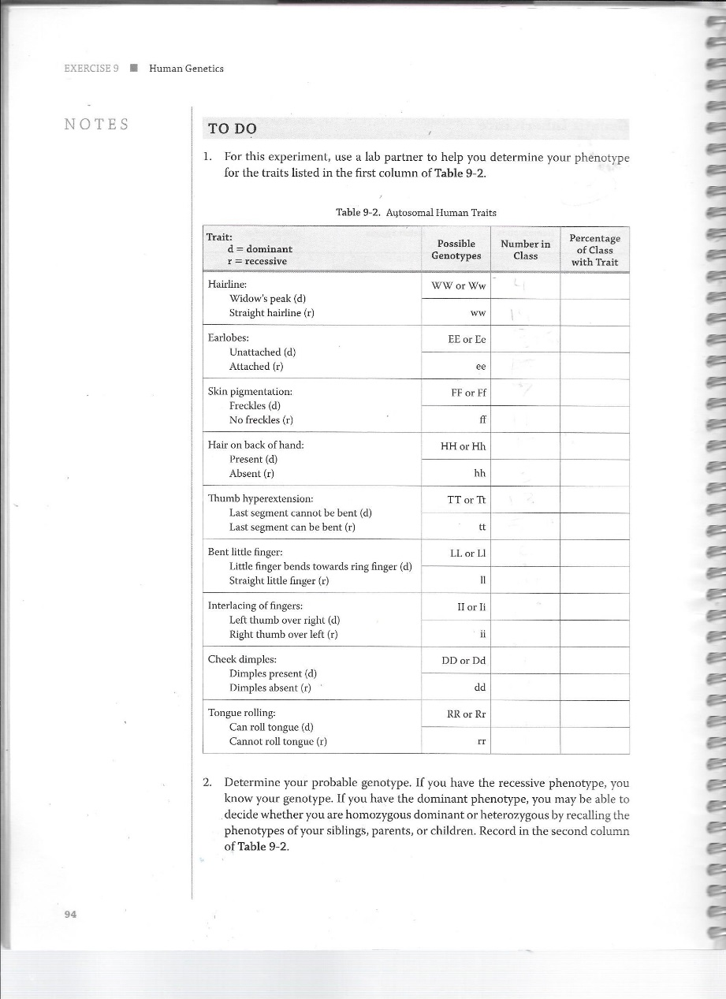 EXERCISE 9 ■ Human Genetics
NOTES
TO DO
1. For this experiment, use a lab partner to help you determine your phenotype
for the traits listed in the first column of Table 9-2.
Table 9-2. Autosomal Human Traits
Trait:
d = dominant
r = recessive
Possible
Genotypes
Number in
Class
Percentage
of Class
with Trait
Hairline:
Widow's peak (d)
Straight hairline (r)
WW or Ww
ww
Earlobes:
Unattached (d)
Attached (r)
EE or Ee
ee
Skin pigmentation:
Freckles (d)
No freckles (r)
FF or Ff
ff
Hair on back of hand:
Present (d)
Absent (r)
HH or Hh
hh
Thumb hyperextension:
Last segment cannot be bent (d)
Last segment can be bent (r)
TT or Tt
tt
Bent little finger:
Little finger bends towards ring finger (d)
Straight little finger (r)
LL or Ll
ll
Interlacing of fingers:
Left thumb over right (d)
Right thumb over left (r)
II or Ii
ii
Cheek dimples:
Dimples present (d)
Dimples absent (r)
DD or Dd
dd
Tongue rolling:
Can roll tongue (d)
Cannot roll tongue (r)
RR or Rr
rr
2. Determine your probable genotype. If you have the recessive phenotype, you
know your genotype. If you have the dominant phenotype, you may be able to
decide whether you are homozygous dominant or heterozygous by recalling the
phenotypes of your siblings, parents, or children. Record in the second column
of Table 9-2.
94